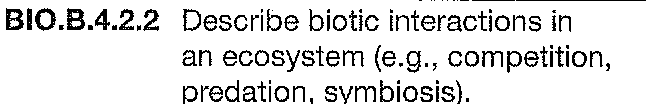 BIO.B.4.2.2 Describe biotic interactions in
an ecosystem (e.g., competition,
predation, symbiosis).